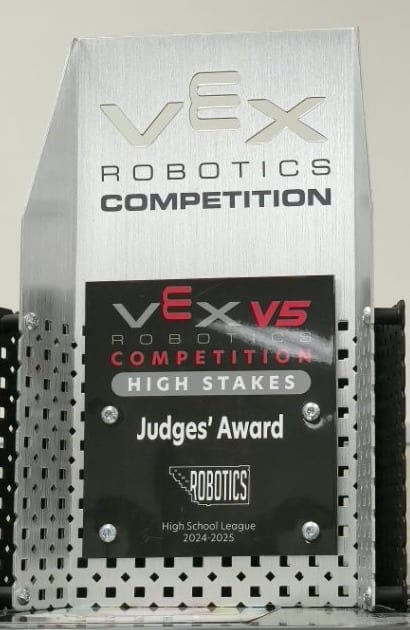 VEX
ROBOTICS
COMPETITION
VEX V5
ROBOTICS
COMPETITION
HIGH STAKES
Judges' Award
ROBOTICS
High School League
2024-2025